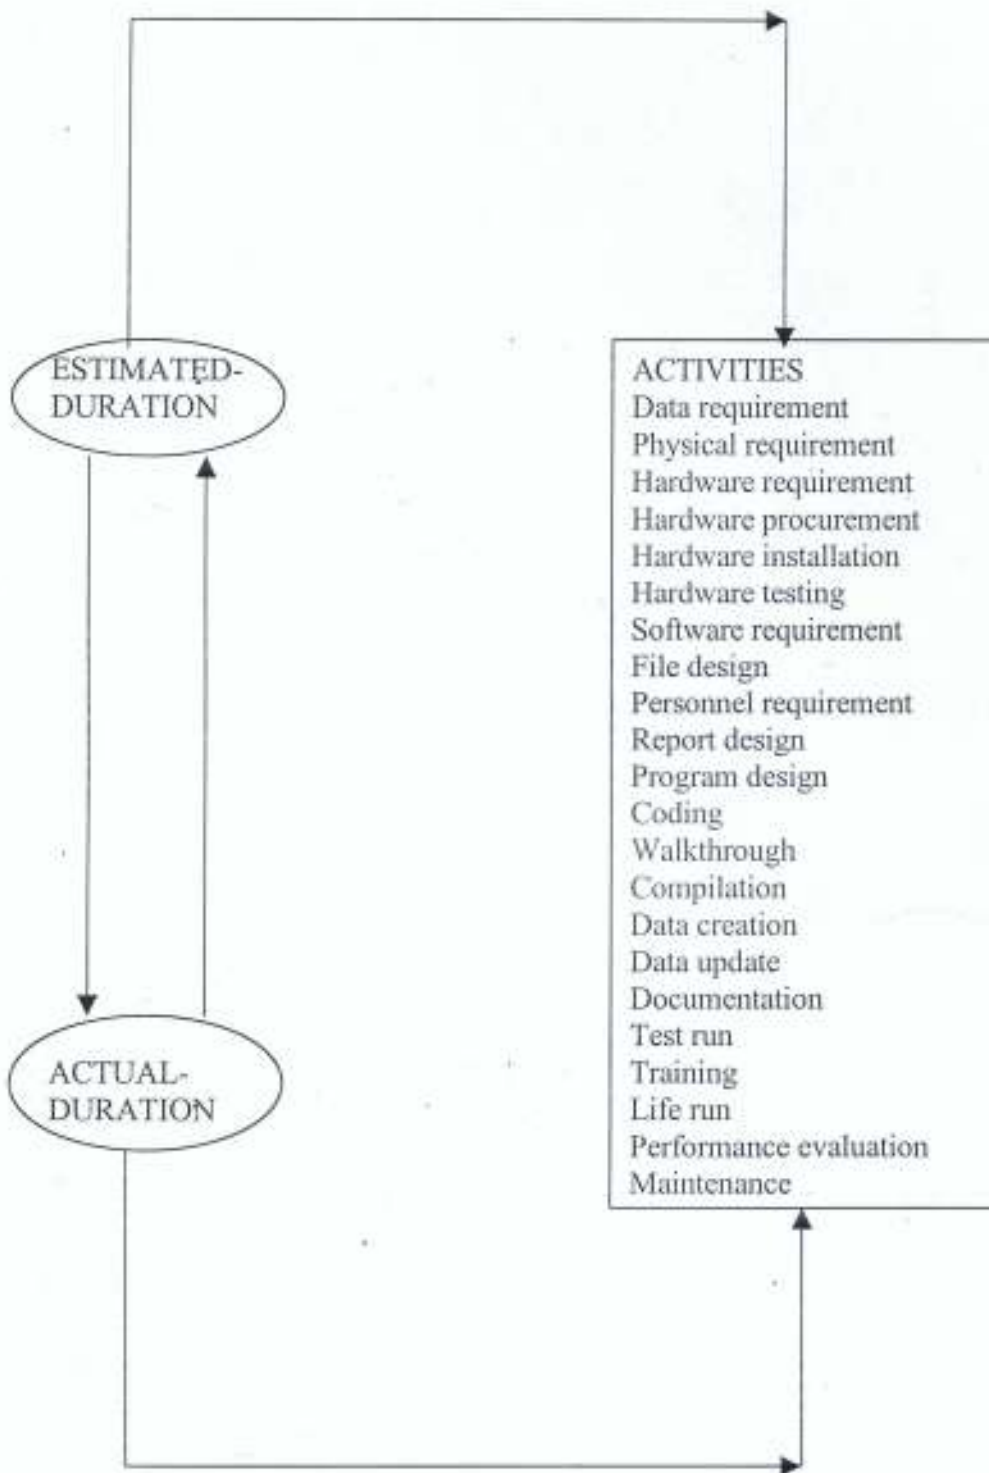 ESTIMATED-
DURATION
ACTUAL-
DURATION
ACTIVITIES
Data requirement
Physical requirement
Hardware requirement
Hardware procurement
Hardware installation
Hardware testing
Software requirement
File design
Personnel requirement
Report design
Program design
Coding
Walkthrough
Compilation
Data creation
Data update
Documentation
Test run
Training
Life run
Performance evaluation
Maintenance